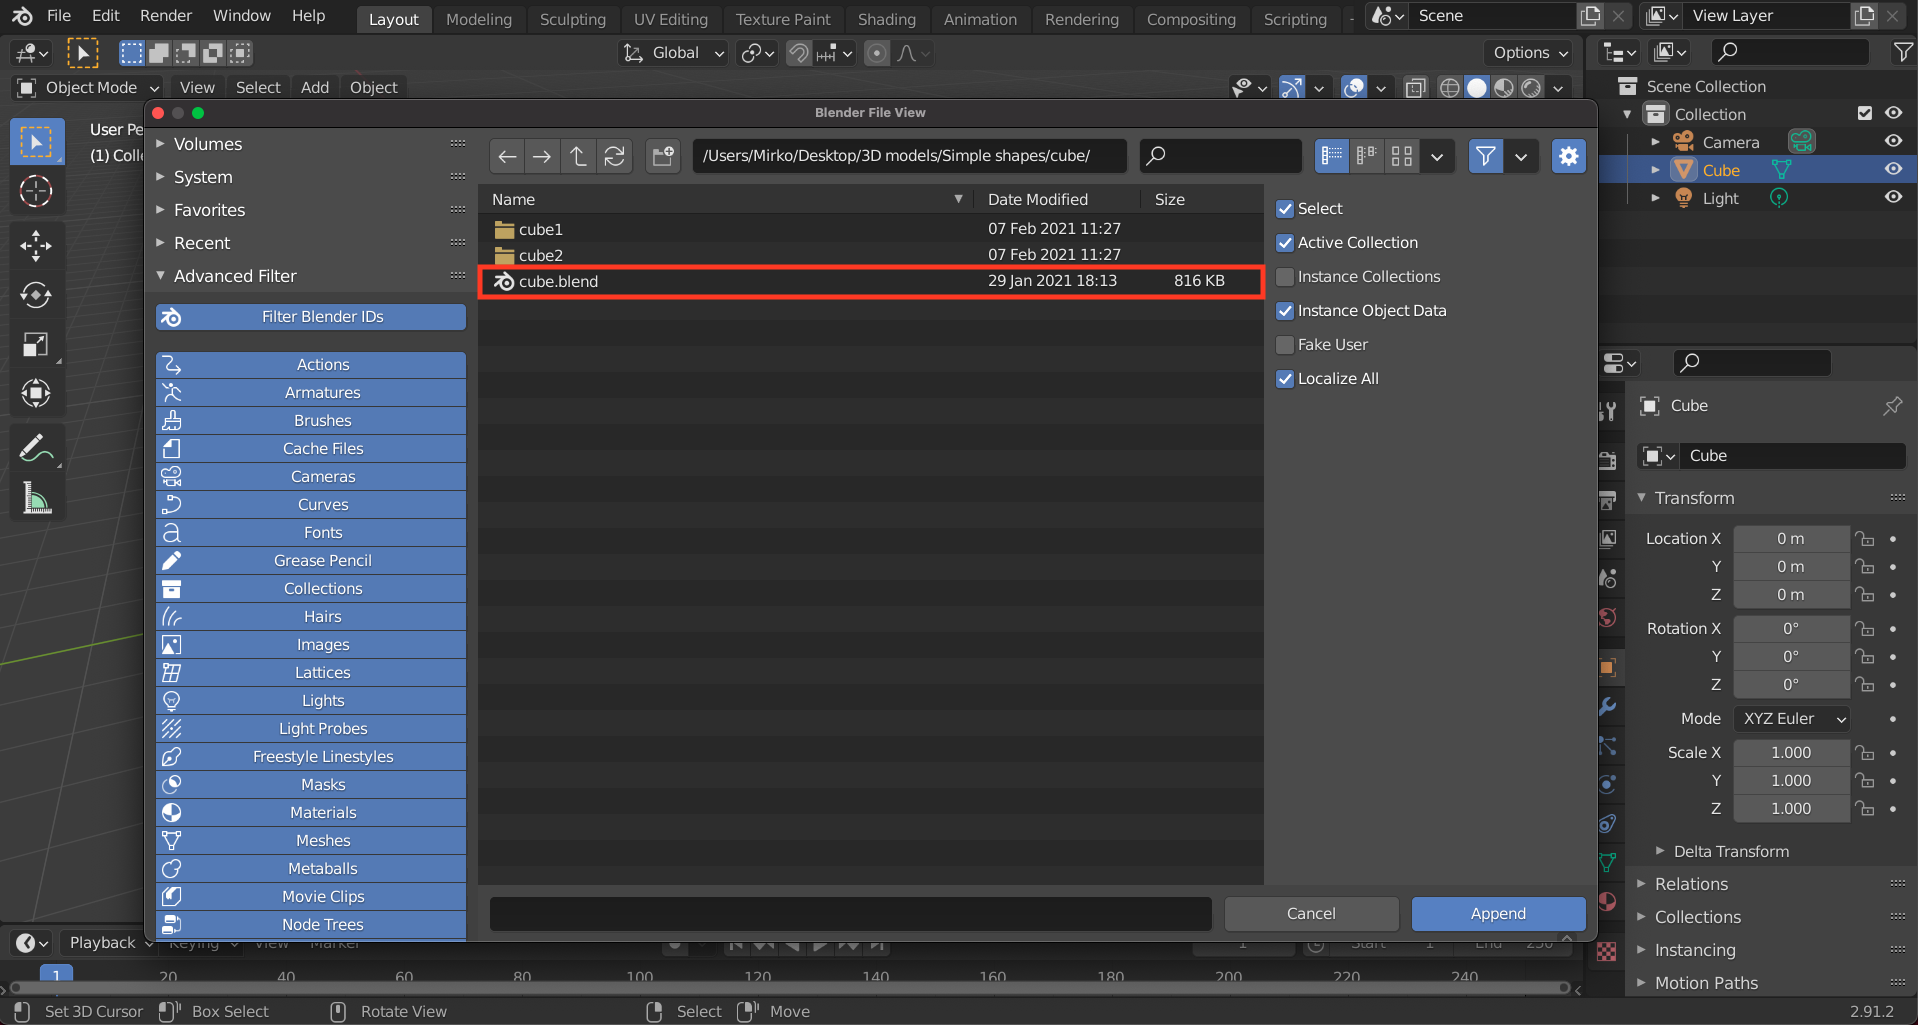 File Edit Render Window Help Layout Modeling Sculpting UV Editing Texture Paint Shading Animation Rendering Compositing Scripting Scene View Layer
Global Options
Object Mode View Select Add Object
User Pe
(1) Colle
Blender File View
Volumes
System
Favorites
Recent
Advanced Filter
Filter Blender IDs
Actions
Armatures
Brushes
Cache Files
Cameras
Curves
Fonts
Grease Pencil
Collections
Hairs
Images
Lattices
Lights
Light Probes
Freestyle Linestyles
Masks
Materials
Meshes
Metaballs
Movie Clips
Node Trees
/Users/Mirko/Desktop/3D models/Simple shapes/cube/
Name Date Modified Size
cube1 07 Feb 2021 11:27
cube2 07 Feb 2021 11:27
cube.blend 29 Jan 2021 18:13 816 KB
Select
Active Collection
Instance Collections
Instance Object Data
Fake User
Localize All
Cancel Append
Scene Collection
Collection
Camera
Cube
Light
Cube
Cube
Transform
Location X 0 m
Y 0 m
Z 0 m
Rotation X 0°
Y 0°
Z 0°
Mode XYZ Euler
Scale X 1.000
Y 1.000
Z 1.000
Delta Transform
Relations
Collections
Instancing
Motion Paths
Playback Keying View Marker 1 Start 1 End 250
1 20 40 60 80 100 120 140 160 180 200 220 240
Set 3D Cursor Box Select Rotate View Select Move 2.91.2